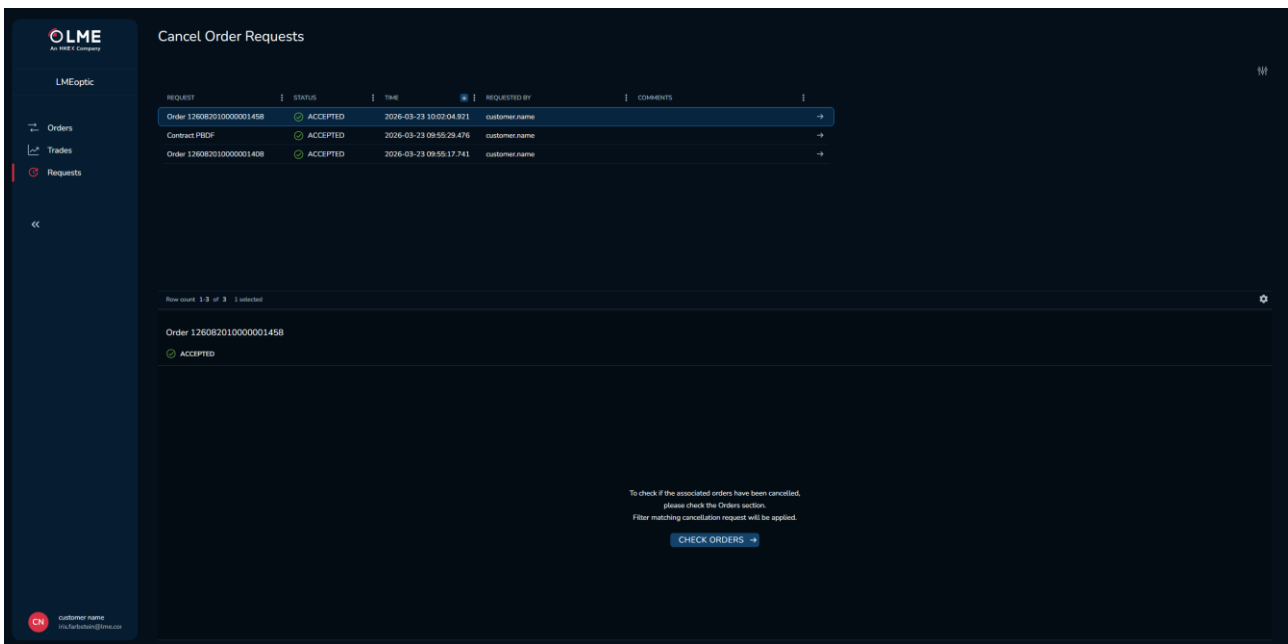 LME
An HKEX Company
Cancel Order Requests
LMEoptic
REQUEST STATUS TIME REQUESTED BY COMMENTS
Order 126082010000001458 ACCEPTED 2026-03-23 10:02:04.921 customer.name
Contract PBDF ACCEPTED 2026-03-23 09:55:29.476 customer.name
Order 126082010000001408 ACCEPTED 2026-03-23 09:55:17.741 customer.name
Orders
Trades
Requests
Row count 1-3 of 3 1 selected
Order 126082010000001458
ACCEPTED
To check if the associated orders have been cancelled,
please check the Orders section.
Filter matching cancellation request will be applied.
CHECK ORDERS →
CN
customer name
iris.farbstein@lme.cor